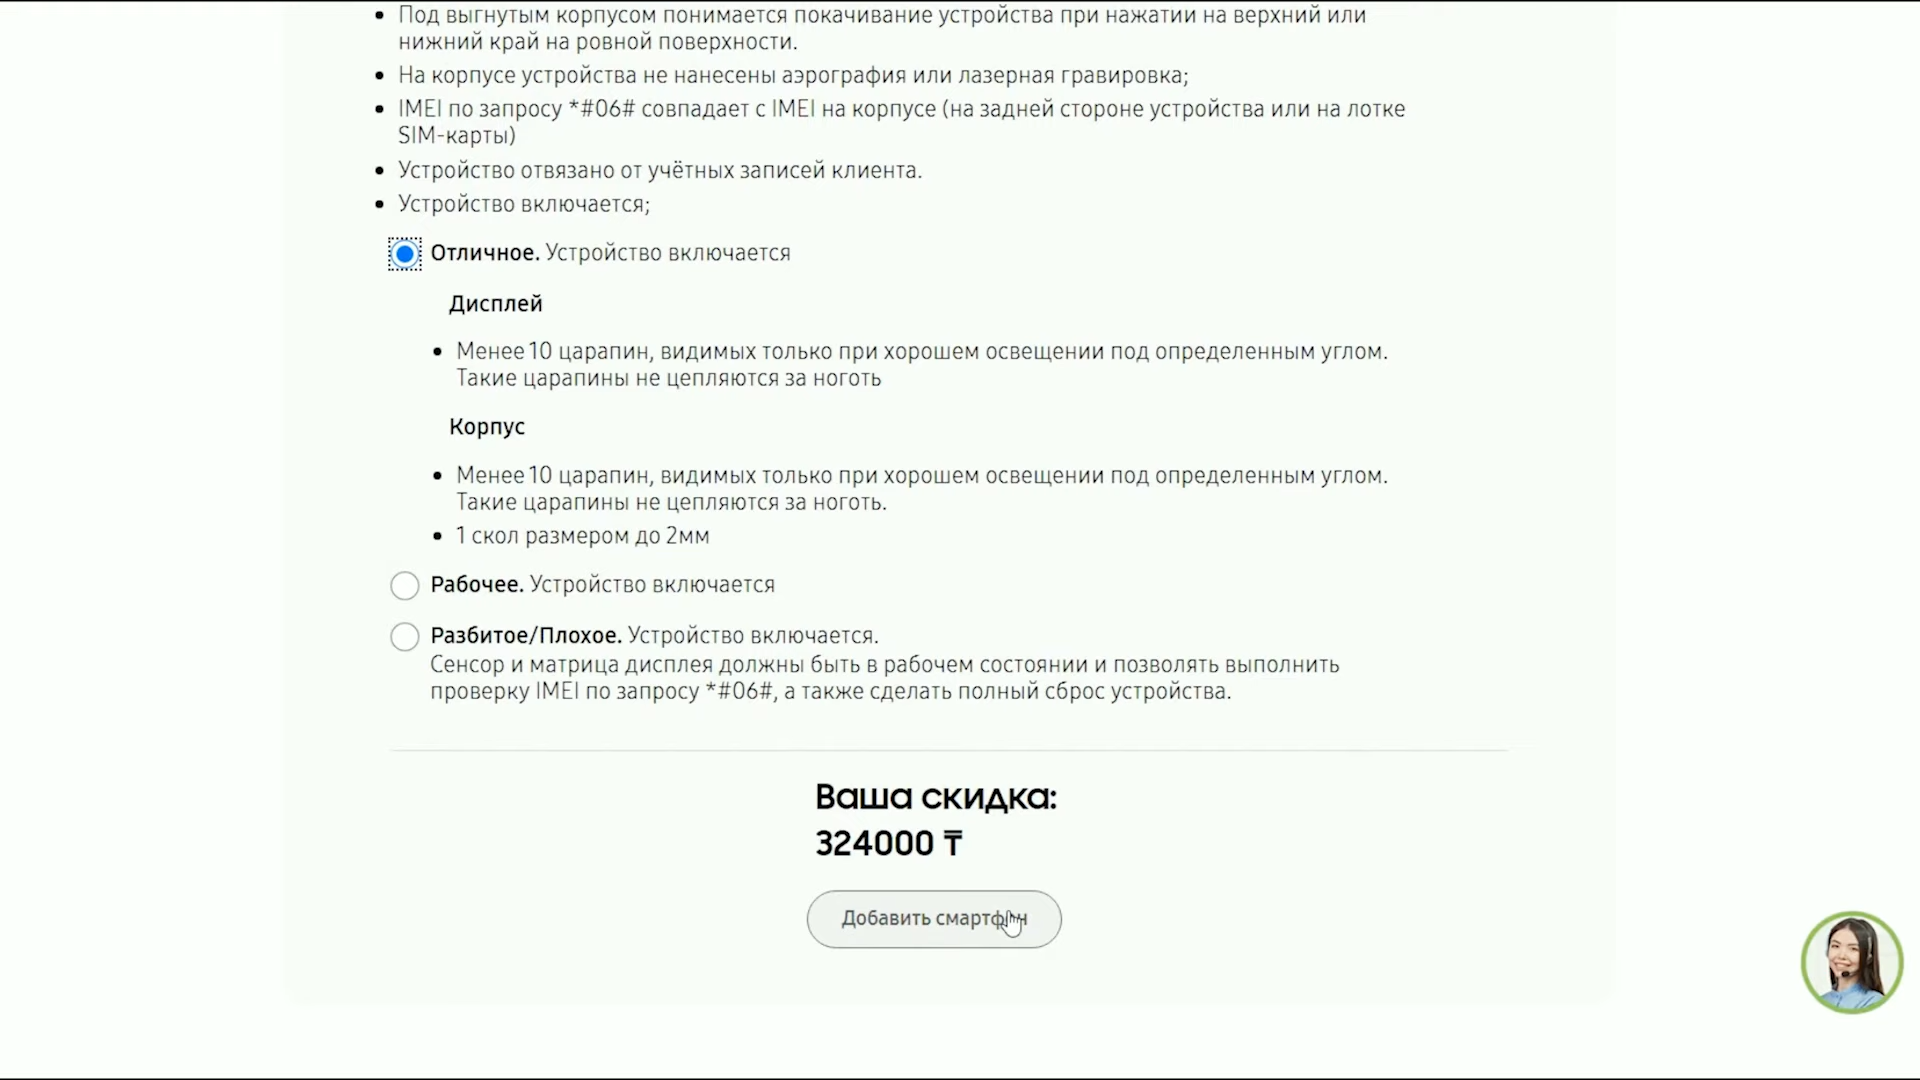 Под выгнутым корпусом понимается покачивание устройства при нажатии на верхний или
нижний край на ровной поверхности.
На корпусе устройства не нанесены аэрография или лазерная гравировка;
IMEI по запросу *#06# совпадает с IMEI на корпусе (на задней стороне устройства или на лотке
SIM-карты)
Устройство отвязано от учётных записей клиента.
Устройство включается;
Отличное. Устройство включается
Дисплей
Менее 10 царапин, видимых только при хорошем освещении под определенным углом.
Такие царапины не цепляются за ноготь
Корпус
Менее 10 царапин, видимых только при хорошем освещении под определенным углом.
Такие царапины не цепляются за ноготь.
1 скол размером до 2мм
Рабочее. Устройство включается
Разбитое/Плохое. Устройство включается.
Сенсор и матрица дисплея должны быть в рабочем состоянии и позволять выполнить
проверку IMEI по запросу *#06#, а также сделать полный сброс устройства.
Ваша скидка:
324000 ₸
Добавить смартфон